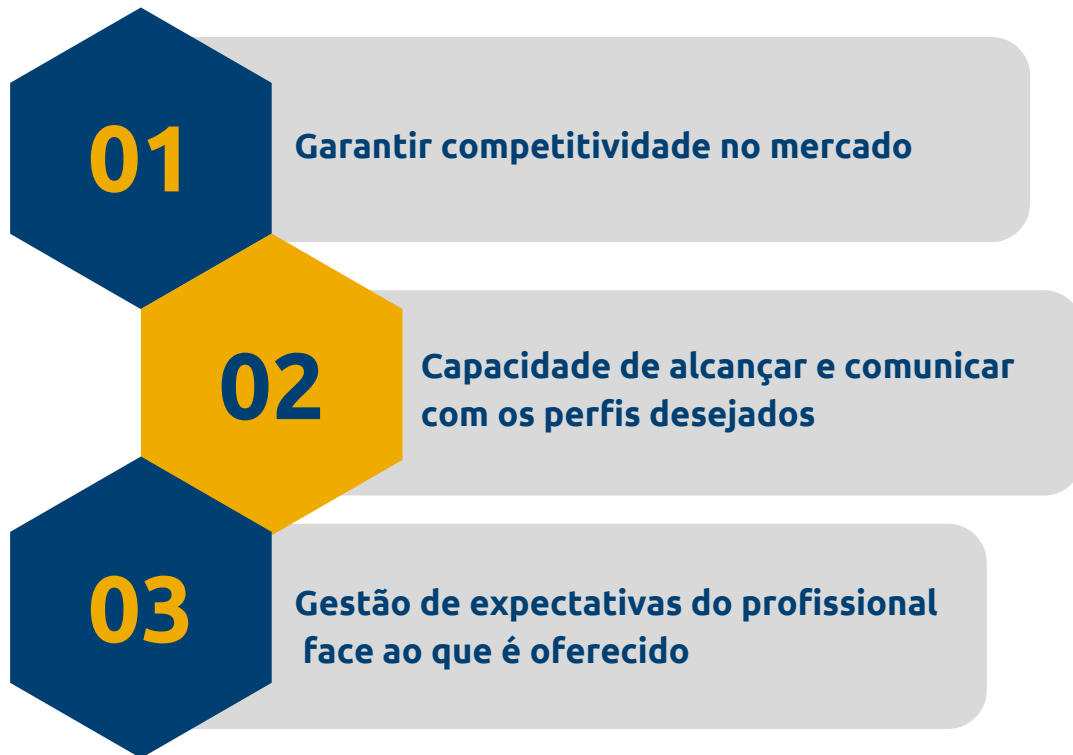 01
Garantir competitividade no mercado
02
Capacidade de alcançar e comunicar
com os perfis desejados
03
Gestão de expectativas do profissional
face ao que é oferecido